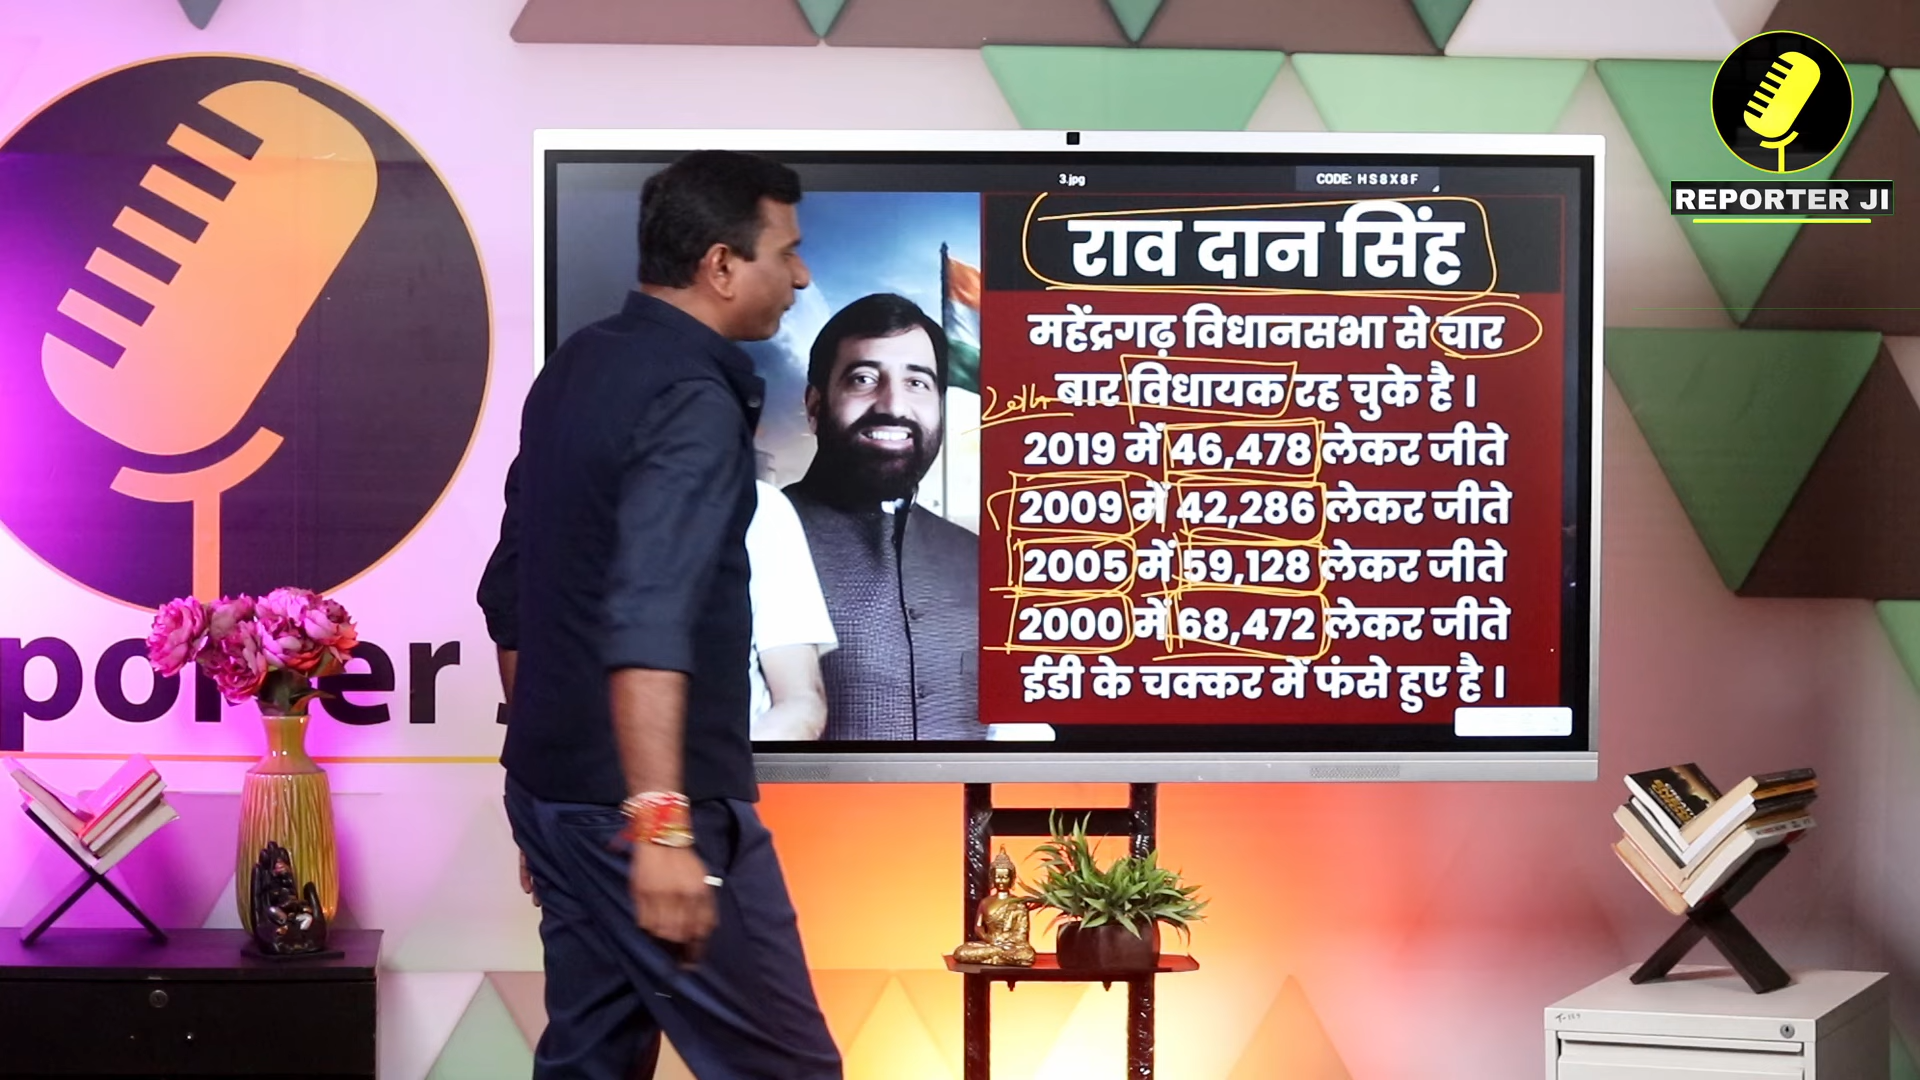 REPORTER JI
3.jpg
CODE: HS8X8F
राव दान सिंह
महेंद्रगढ़ विधानसभा से चार
बार विधायक रह चुके है ।
2019 में 46,478 लेकर जीते
2009 में 42,286 लेकर जीते
2005 में 59,128 लेकर जीते
2000 में 68,472 लेकर जीते
ईडी के चक्कर में फंसे हुए है ।